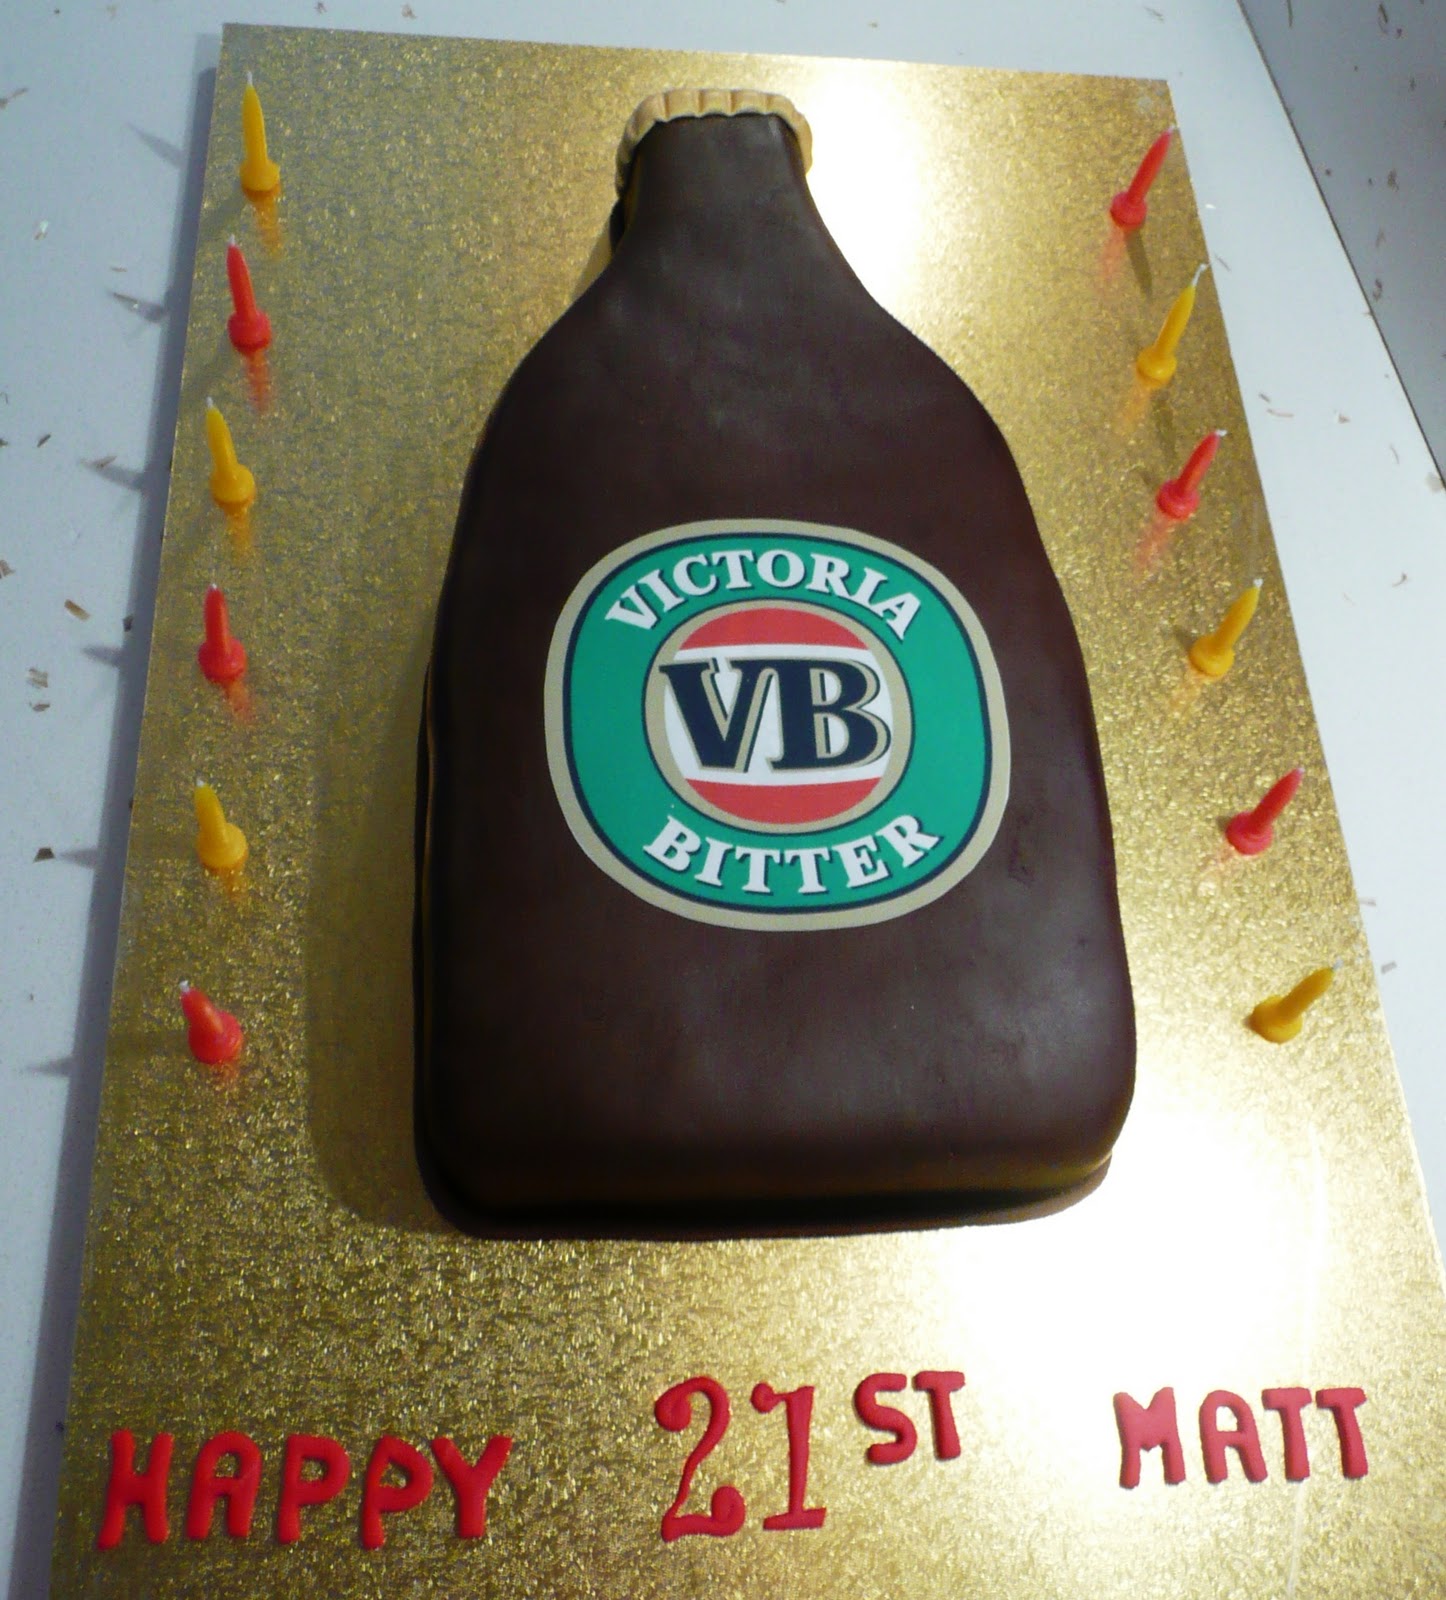 VICTORIA
VB
BITTER
HAPPY 21ST MATT